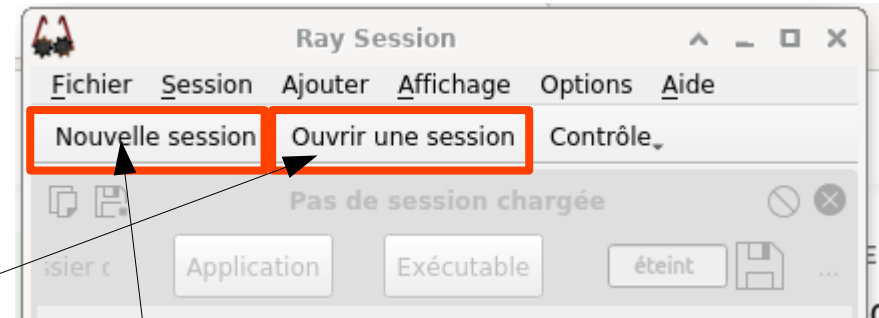 Ray Session
Fichier Session Ajouter Affichage Options Aide
Nouvelle session Ouvrir une session Contrôle
Pas de session chargée
Application Exécutable éteint ...